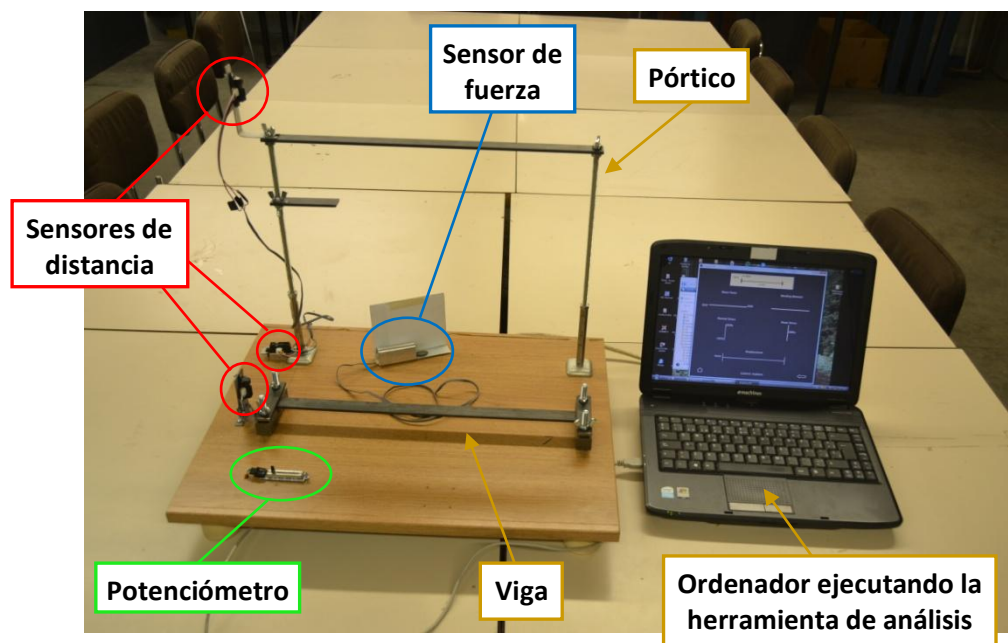 Sensor de
fuerza
Pórtico
Sensores de
distancia
Potenciómetro
Viga
Ordenador ejecutando la
herramienta de análisis